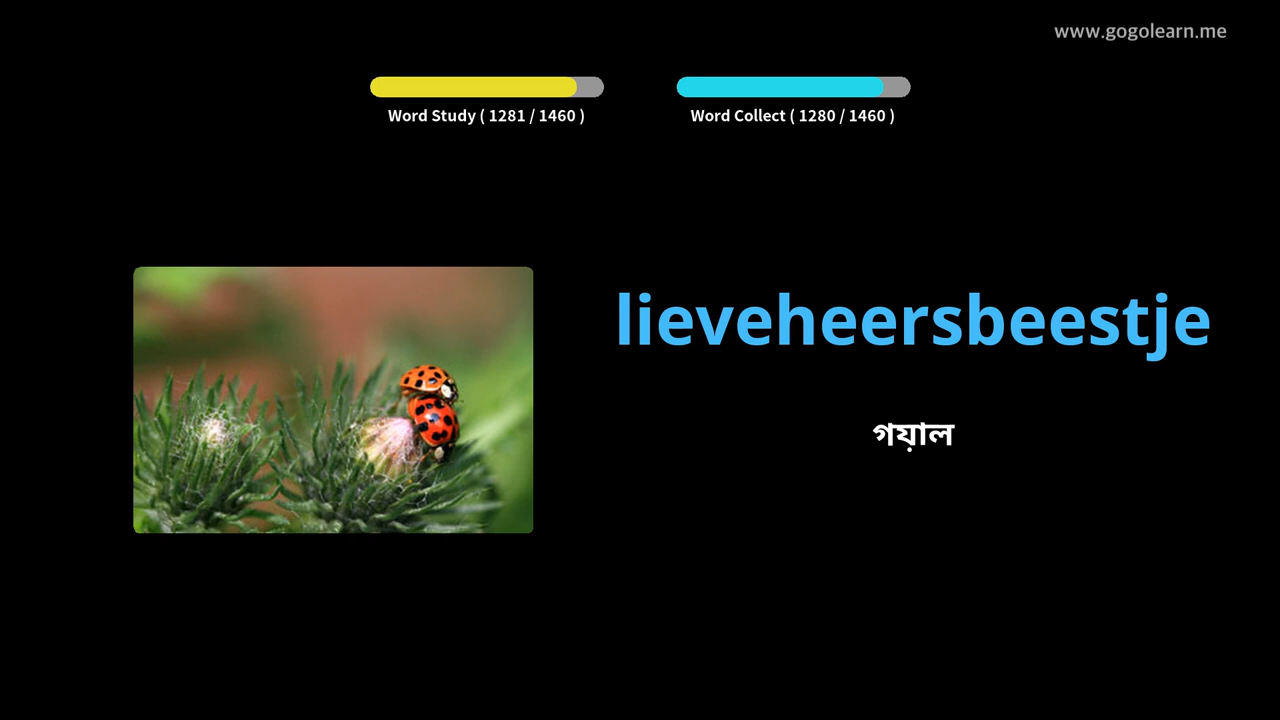 www.gogolearn.me
Word Study ( 1281 / 1460 )
Word Collect ( 1280 / 1460 )
lieveheersbeestje
গয়াল